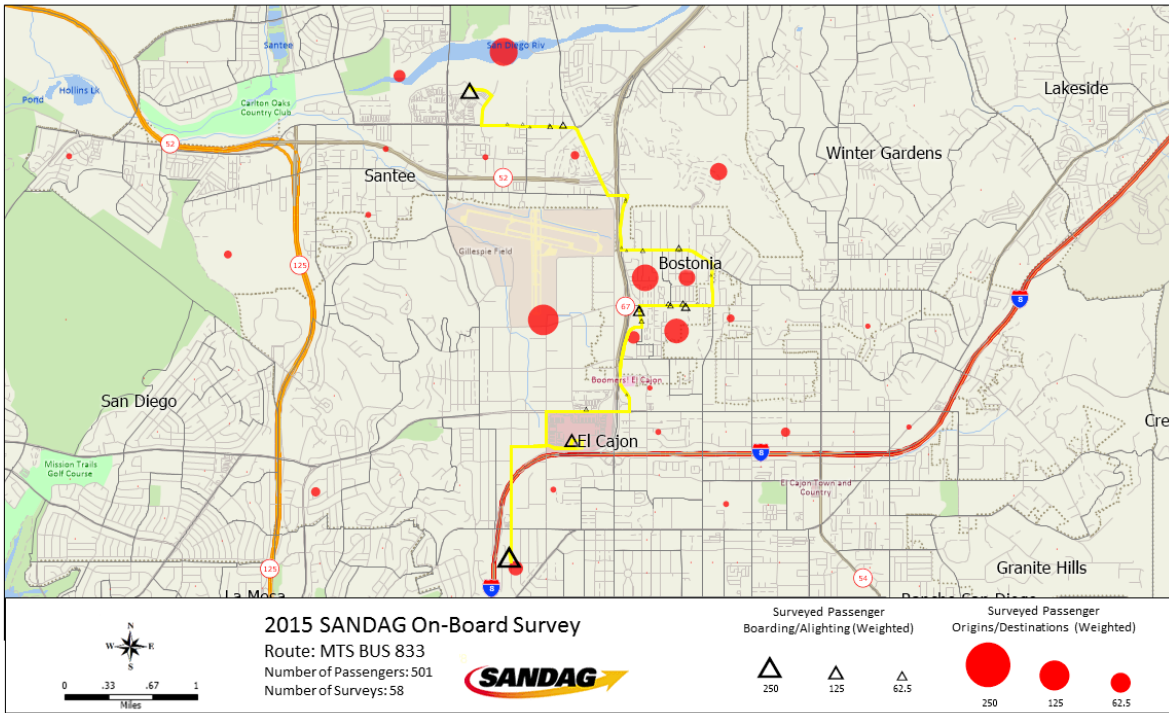 Santee
San Diego Riv
Pond
Hollins Lk
Carlton Oaks
Country Club
Lakeside
52
Winter Gardens
Santee
52
Gillespie Field
125
Bostonia
8
67
Boomers! El Cajon
San Diego
El Cajon
Cre
8
Mission Trails
Golf Course
El Cajon Town and
Country
125
8
54
Granite Hills
La Mesa
Rancho San Diego
N
W E
S
0 .33 .67 1
Miles
2015 SANDAG On-Board Survey
Route: MTS BUS 833
Number of Passengers: 501
Number of Surveys: 58
SANDAG
Surveyed Passenger
Boarding/Alighting (Weighted)
250 125 62.5
Surveyed Passenger
Origins/Destinations (Weighted)
250 125 62.5